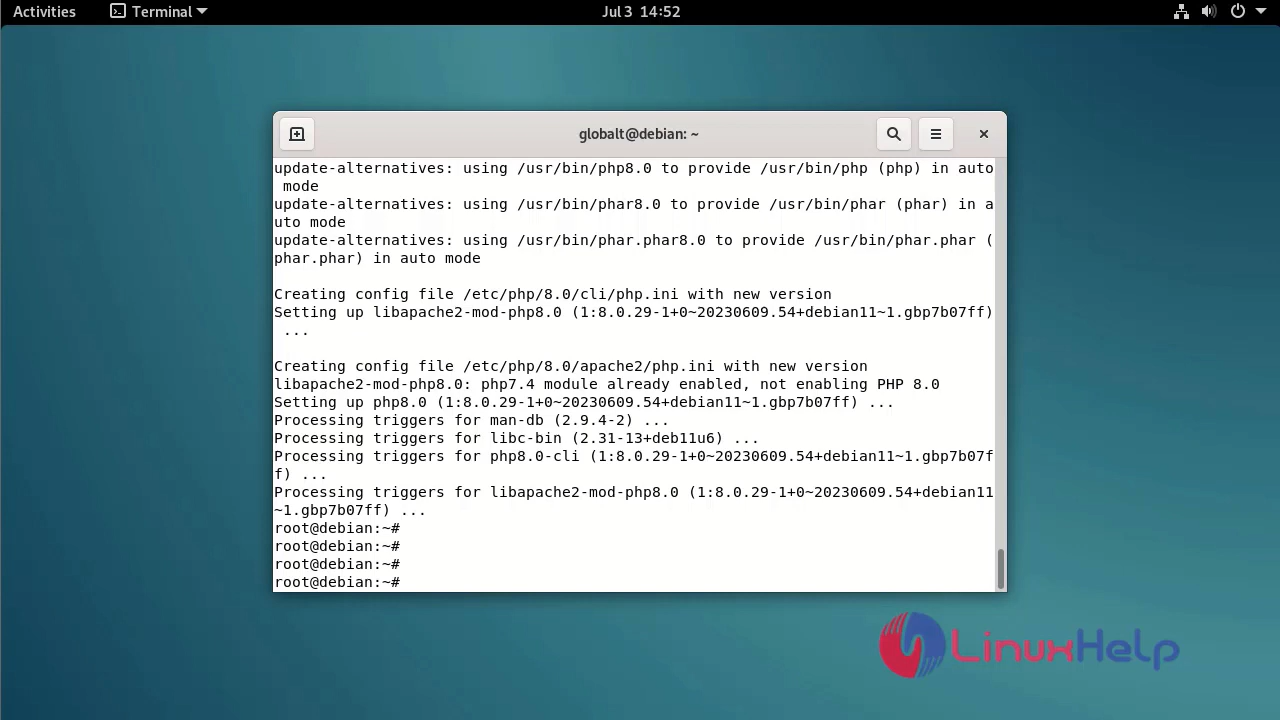 Activities Terminal Jul 3 14:52
globalt@debian: ~
update-alternatives: using /usr/bin/php8.0 to provide /usr/bin/php (php) in auto
 mode
update-alternatives: using /usr/bin/phar8.0 to provide /usr/bin/phar (phar) in a
uto mode
update-alternatives: using /usr/bin/phar.phar8.0 to provide /usr/bin/phar.phar (
phar.phar) in auto mode
Creating config file /etc/php/8.0/cli/php.ini with new version
Setting up libapache2-mod-php8.0 (1:8.0.29-1+0~20230609.54+debian11~1.gbp7b07ff)
 ...
Creating config file /etc/php/8.0/apache2/php.ini with new version
libapache2-mod-php8.0: php7.4 module already enabled, not enabling PHP 8.0
Setting up php8.0 (1:8.0.29-1+0~20230609.54+debian11~1.gbp7b07ff) ...
Processing triggers for man-db (2.9.4-2) ...
Processing triggers for libc-bin (2.31-13+deb11u6) ...
Processing triggers for php8.0-cli (1:8.0.29-1+0~20230609.54+debian11~1.gbp7b07f
f) ...
Processing triggers for libapache2-mod-php8.0 (1:8.0.29-1+0~20230609.54+debian11
~1.gbp7b07ff) ...
root@debian:~#
root@debian:~#
root@debian:~#
root@debian:~#
LinuxHelp